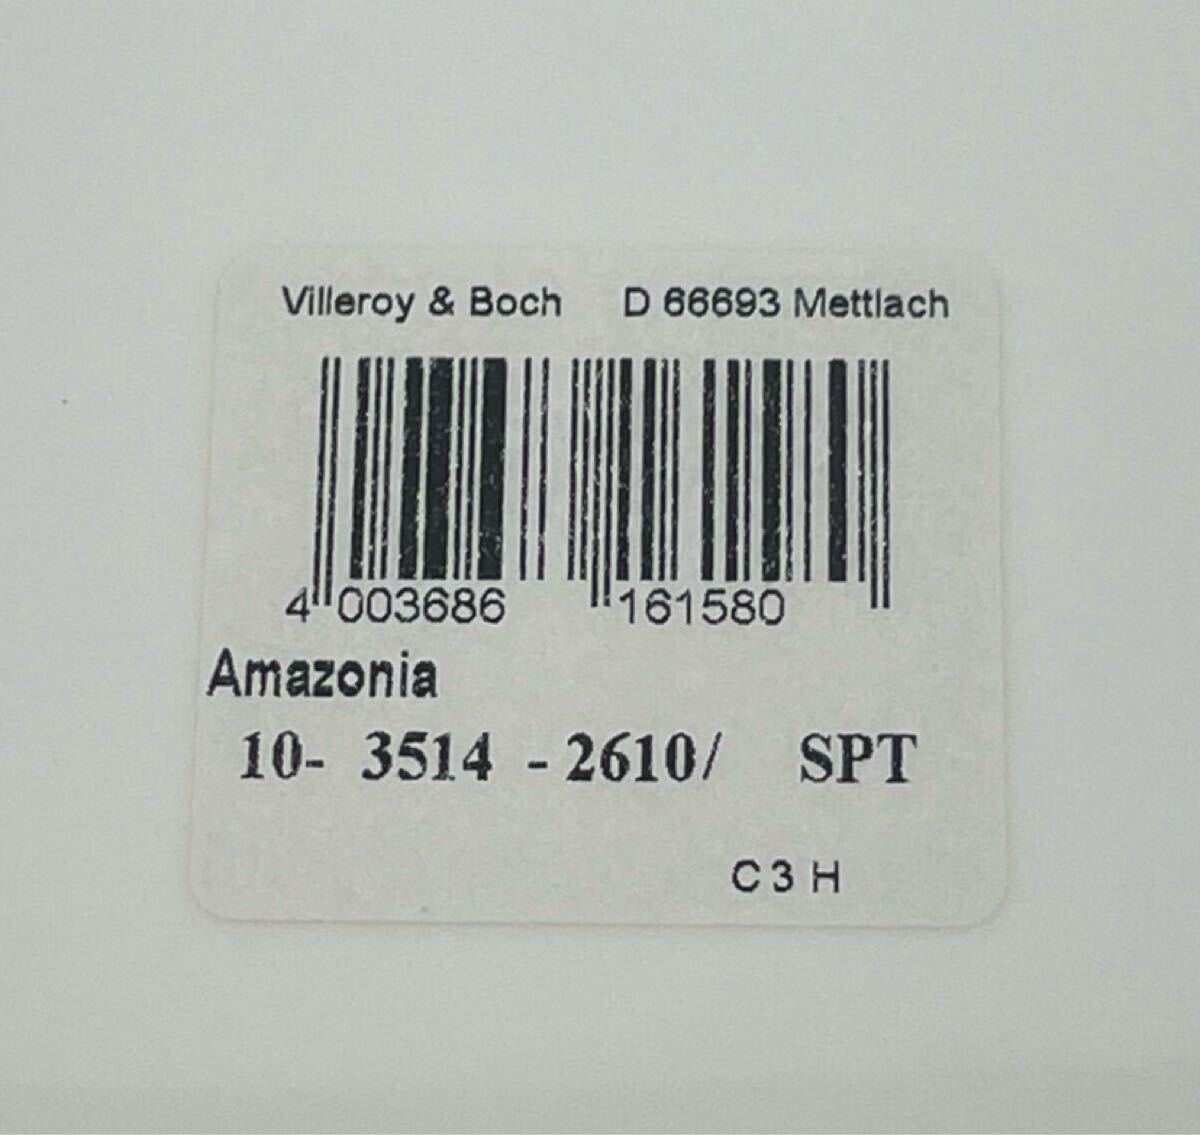 Villeroy & Boch D 66693 Mettlach
4 003686 161580
Amazonia
10- 3514 - 2610/ SPT
C 3 H